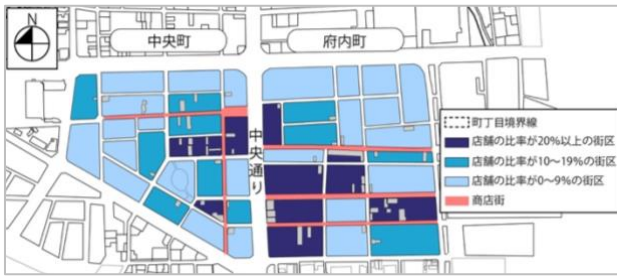 N
中央町
府内町
中央通り
町丁目境界線
店舗の比率が20%以上の街区
店舗の比率が10～19%の街区
店舗の比率が0～9%の街区
商店街